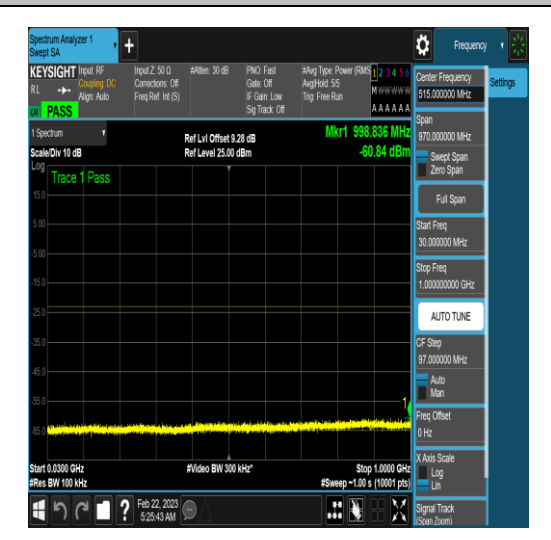 Spectrum Analyzer 1
Swept SA
+
Frequency
KEYSIGHT
RL
PASS
Input: RF
Coupling: DC
Align: Auto
Input Z: 50 Ω
Corrections: Off
Freq Ref: Int (S)
#Atten: 30 dB
PNO: Fast
Gate: Off
IF Gain: Low
Sig Track: Off
#Avg Type: Power (RMS
Avg|Hold: 5/5
Trig: Free Run
1 2 3 4 5 6
M W W W W W
A A A A A A
Center Frequency
515.000000 MHz
Settings
1 Spectrum
Scale/Div 10 dB
Ref Lvl Offset 9.28 dB
Ref Level 25.00 dBm
Mkr1 998.836 MHz
-60.84 dBm
Log
Trace 1 Pass
15.0
5.00
-5.00
-15.0
-25.0
-35.0
-45.0
-55.0
-65.0
1
Start 0.0300 GHz
#Res BW 100 kHz
#Video BW 300 kHz*
Stop 1.0000 GHz
#Sweep ~1.00 s (10001 pts)
Span
970.000000 MHz
Swept Span
Zero Span
Full Span
Start Freq
30.000000 MHz
Stop Freq
1.000000000 GHz
AUTO TUNE
CF Step
97.000000 MHz
Auto
Man
Freq Offset
0 Hz
X Axis Scale
Log
Lin
Signal Track
(Span Zoom)
?
Feb 22, 2023
5:25:43 AM